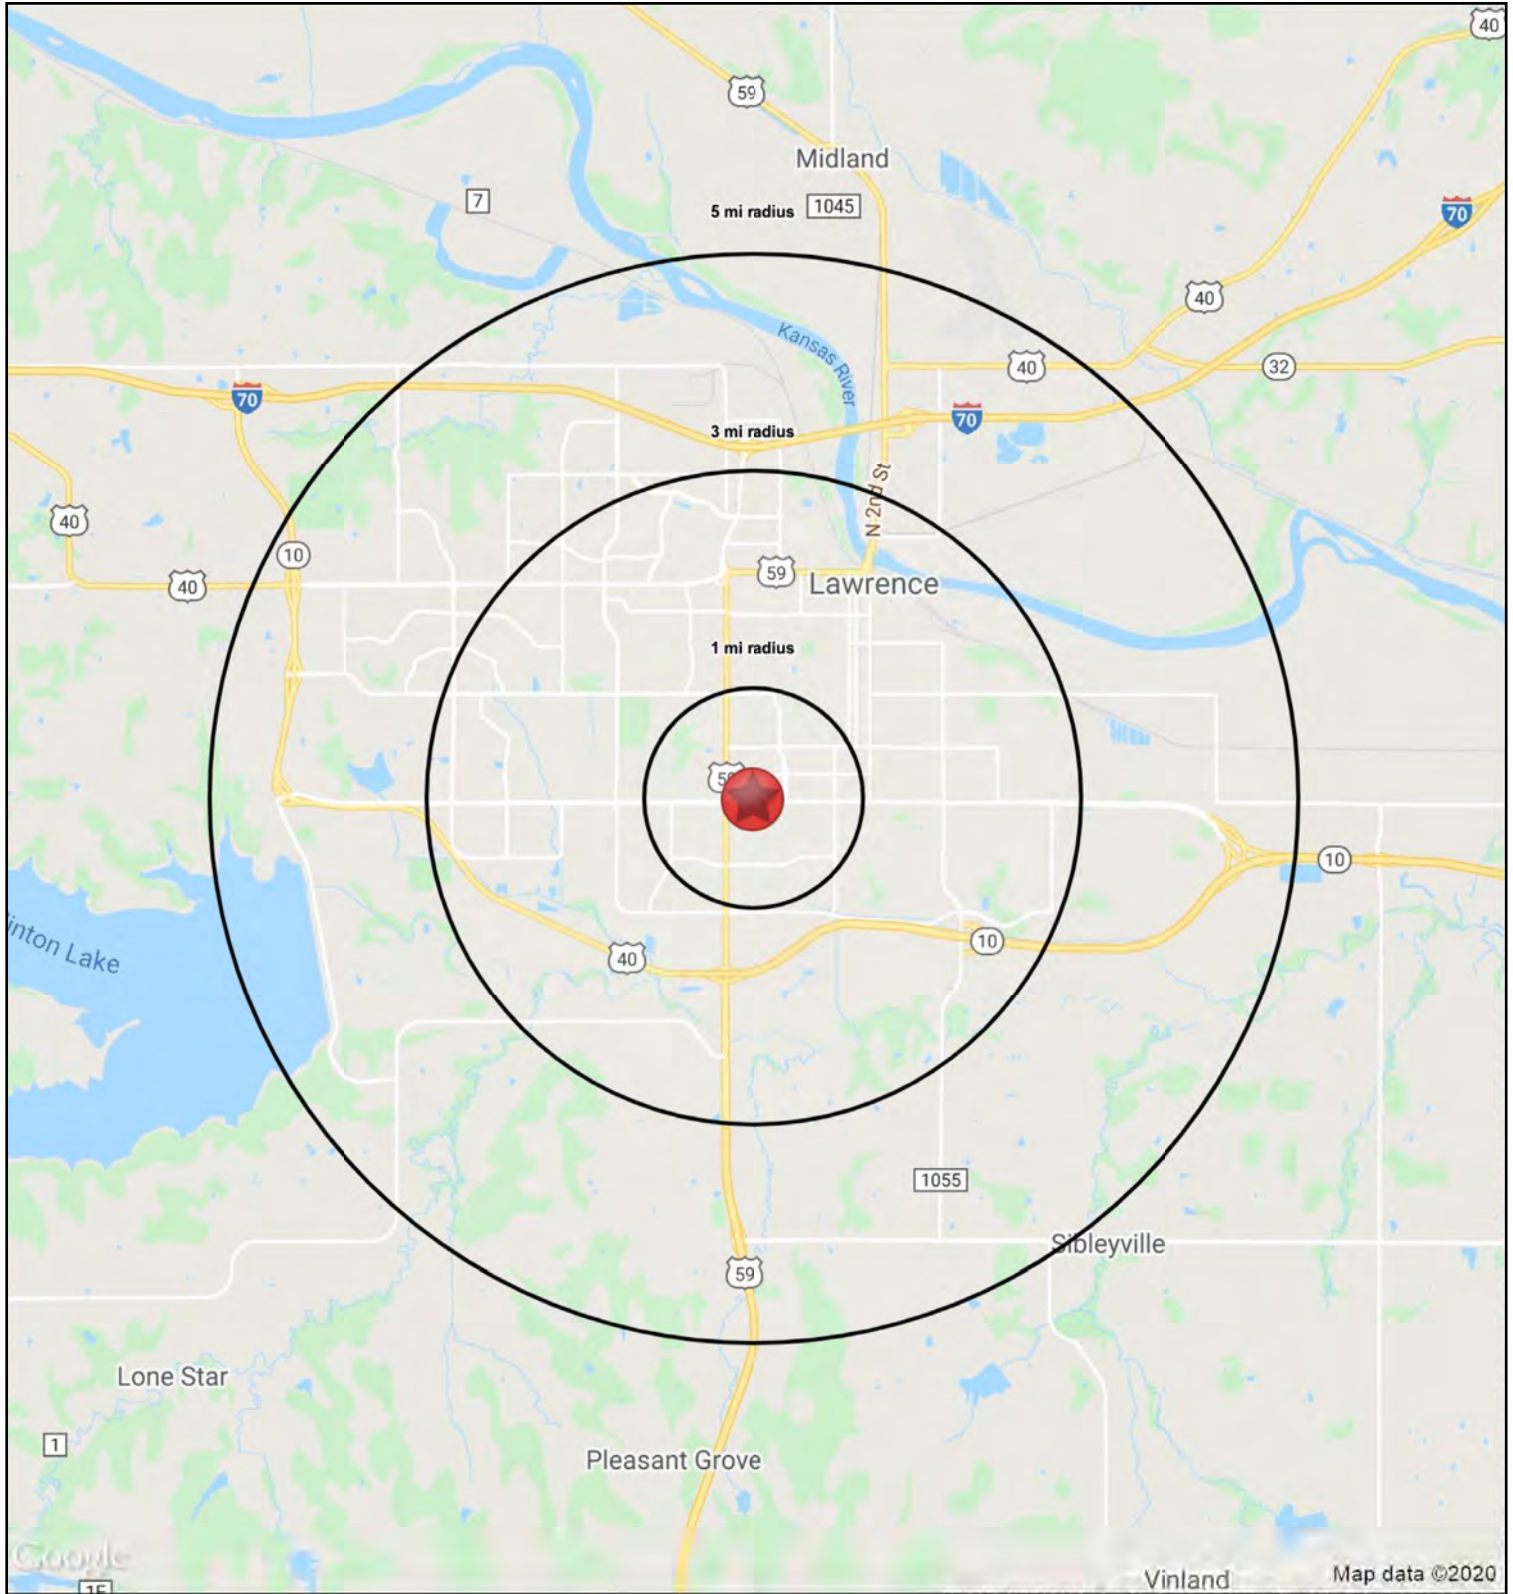 40
59
Midland
7
5 mi radius
1045
70
40
Kansas River
40
32
70
70
3 mi radius
N 2nd St
40
10
59
Lawrence
40
1 mi radius
10
inton Lake
40
10
1055
Sibleyville
59
Lone Star
1
Pleasant Grove
Google
Vinland
Map data ©2020